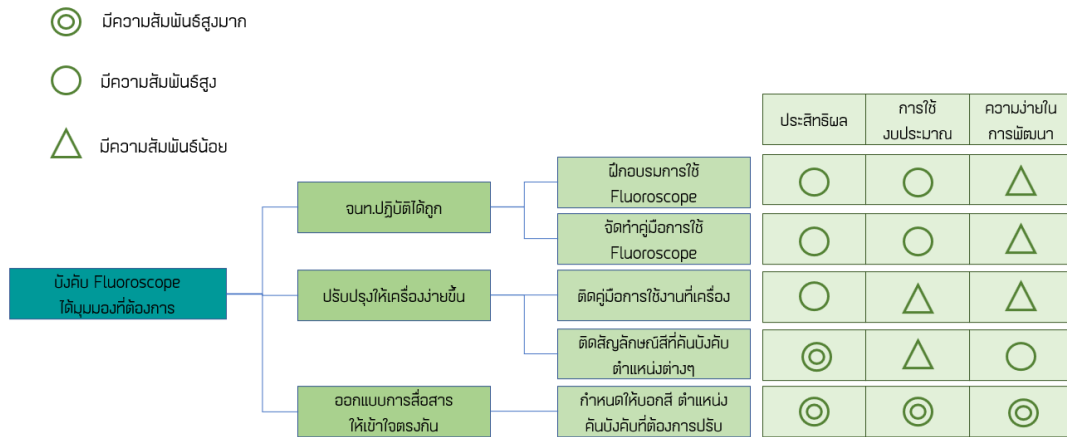 มีความสัมพันธ์สูงมาก
มีความสัมพันธ์สูง
มีความสัมพันธ์น้อย
ประสิทธิผล
การใช้
งบประมาณ
ความง่ายใน
การพัฒนา
บังคับ Fluoroscope
ได้มุมมองที่ต้องการ
จนท.ปฏิบัติได้ถูก
ฝึกอบรมการใช้
Fluoroscope
จัดทำคู่มือการใช้
Fluoroscope
ปรับปรุงให้เครื่องง่ายขึ้น
ติดคู่มือการใช้งานที่เครื่อง
ติดสัญลักษณ์สีที่คันบังคับ
ตำแหน่งต่างๆ
ออกแบบการสื่อสาร
ให้เข้าใจตรงกัน
กำหนดให้บอกสี ตำแหน่ง
คันบังคับที่ต้องการปรับ